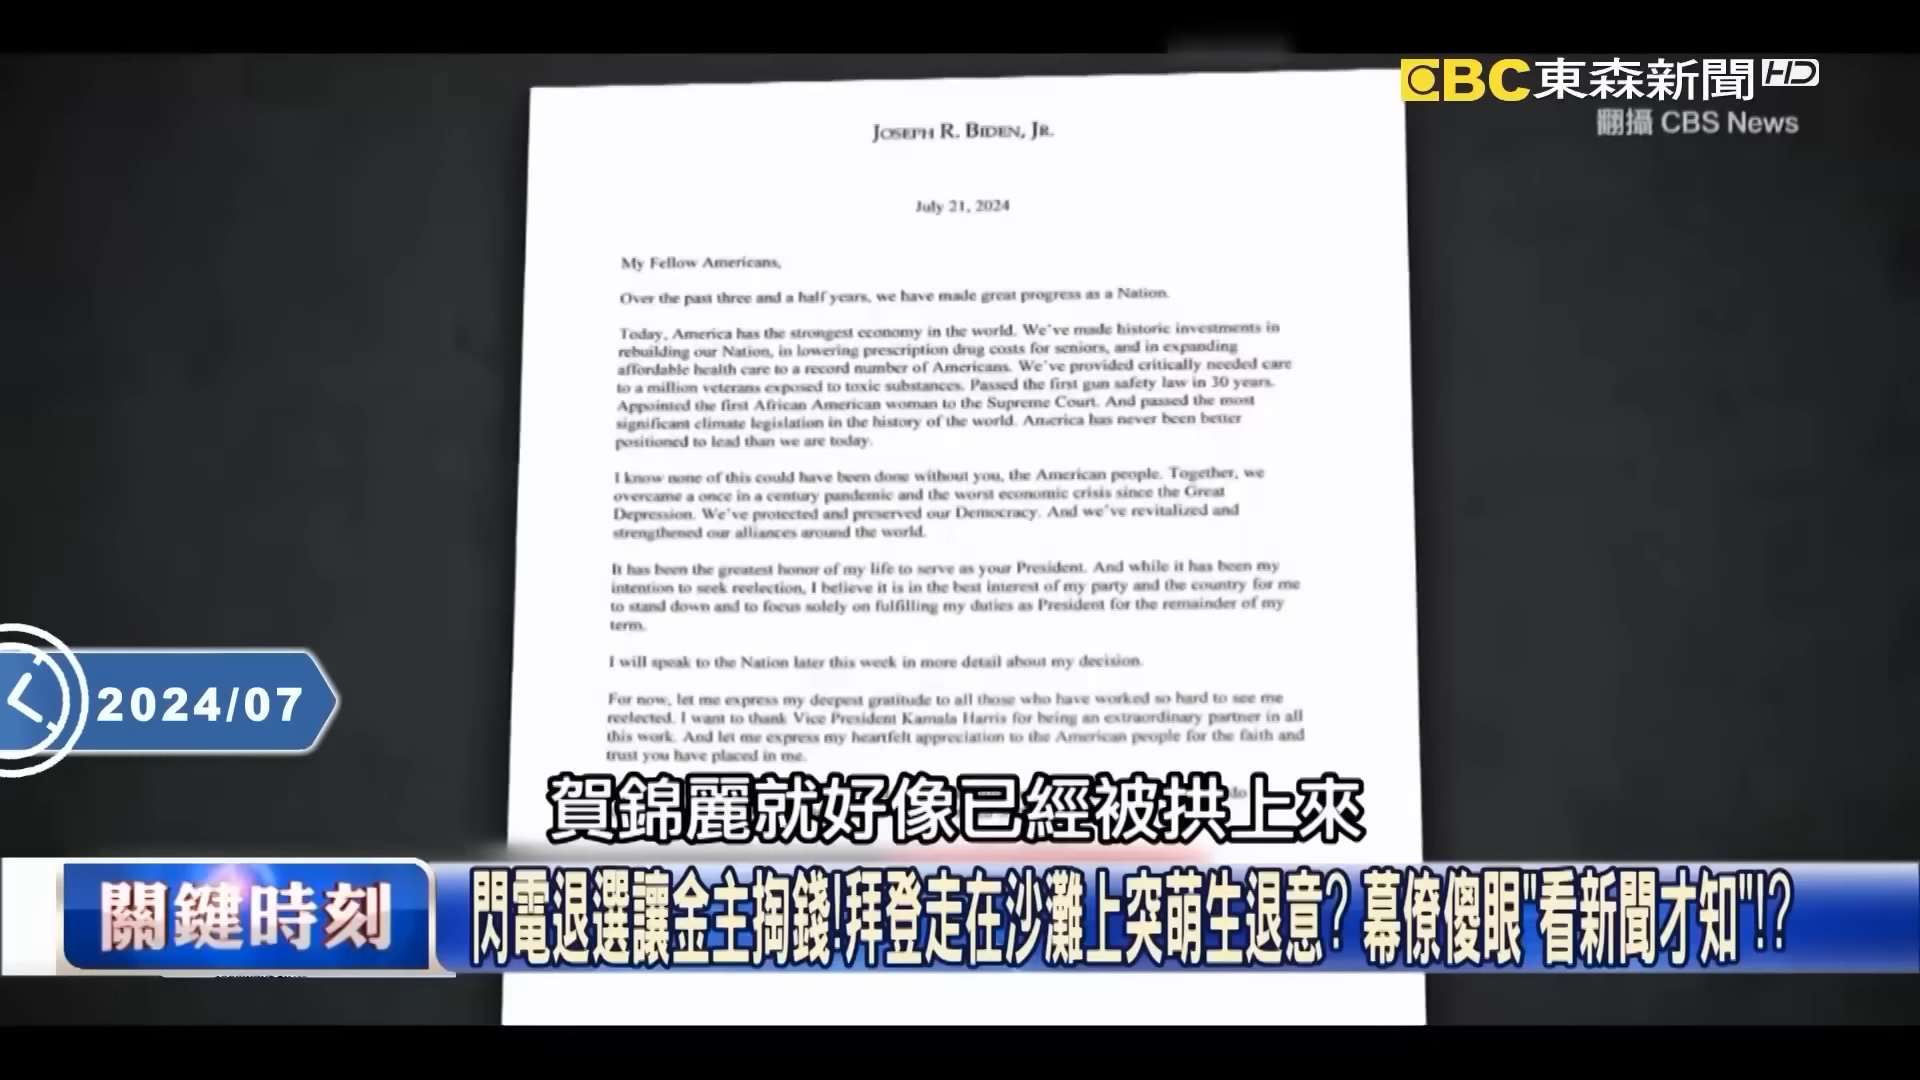 EBC東森新聞HD
翻攝 CBS News
JOSEPH R. BIDEN, JR.
July 21, 2024
My Fellow Americans,
Over the past three and a half years, we have made great progress as a Nation.
Today, America has the strongest economy in the world. We've made historic investments in
rebuilding our Nation, in lowering prescription drug costs for seniors, and in expanding
affordable health care to a record number of Americans. We've provided critically needed care
to a million veterans exposed to toxic substances. Passed the first gun safety law in 30 years.
Appointed the first African American woman to the Supreme Court. And passed the most
significant climate legislation in the history of the world. America has never been better
positioned to lead than we are today.
I know none of this could have been done without you, the American people. Together, we
overcame a once in a century pandemic and the worst economic crisis since the Great
Depression. We've protected and preserved our Democracy. And we've revitalized and
strengthened our alliances around the world.
It has been the greatest honor of my life to serve as your President. And while it has been my
intention to seek reelection, I believe it is in the best interest of my party and the country for me
to stand down and to focus solely on fulfilling my duties as President for the remainder of my
term.
I will speak to the Nation later this week in more detail about my decision.
For now, let me express my deepest gratitude to all those who have worked so hard to see me
reelected. I want to thank Vice President Kamala Harris for being an extraordinary partner in all
this work. And let me express my heartfelt appreciation to the American people for the faith and
trust you have placed in me.
2024/07
賀錦麗就好像已經被拱上來
關鍵時刻
閃電退選讓金主掏錢!拜登走在沙灘上突萌生退意? 幕僚傻眼"看新聞才知"!?